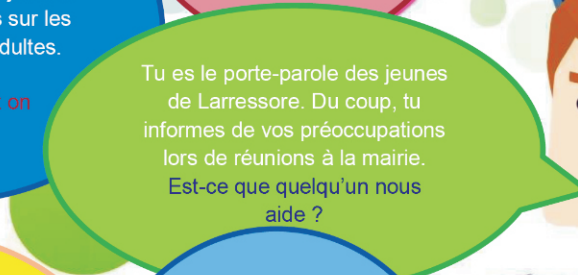 s sur les
dultes.
on
Tu es le porte-parole des jeunes
de Larressore. Du coup, tu
informes de vos préoccupations
lors de réunions à la mairie.
Est-ce que quelqu'un nous
aide ?